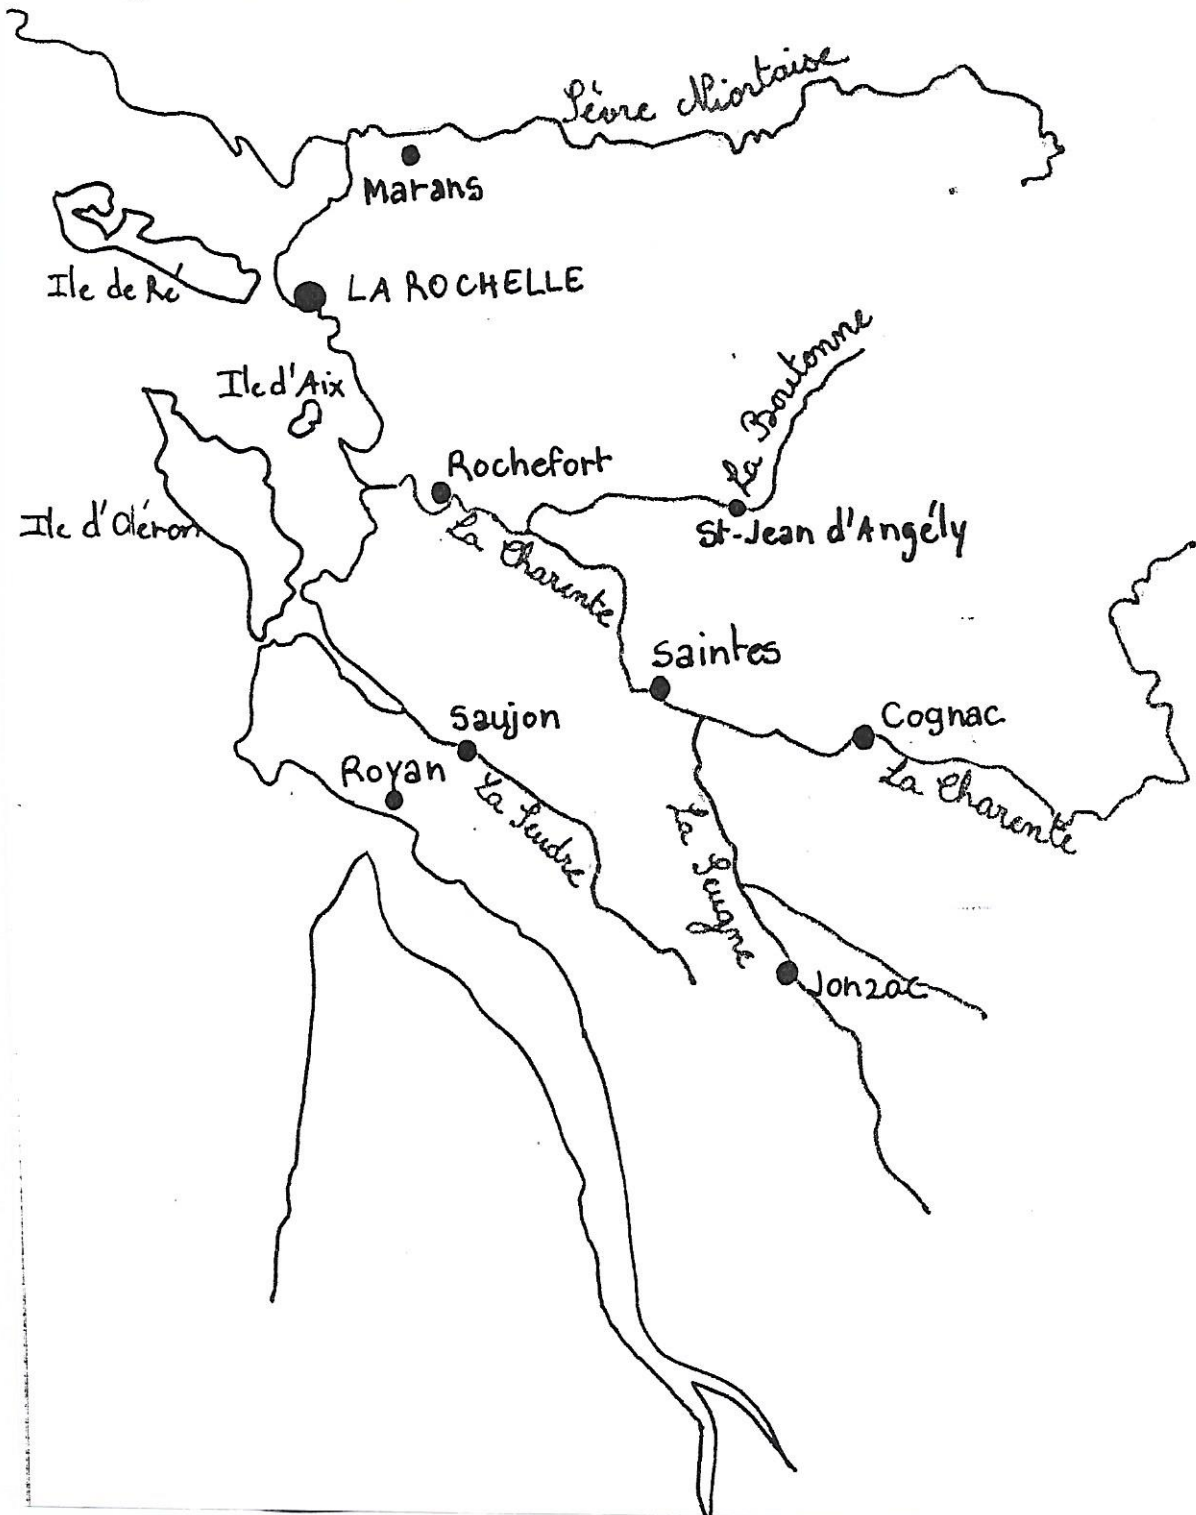 Sèvre Niortaise
Marans
Ile de Ré
LA ROCHELLE
Ile d'Aix
La Boutonne
Rochefort
Ile d'Oléron
St-Jean d'Angély
La Charente
Saintes
Saujon
Cognac
Royan
La Seudre
La Charente
La Seugne
Jonzac